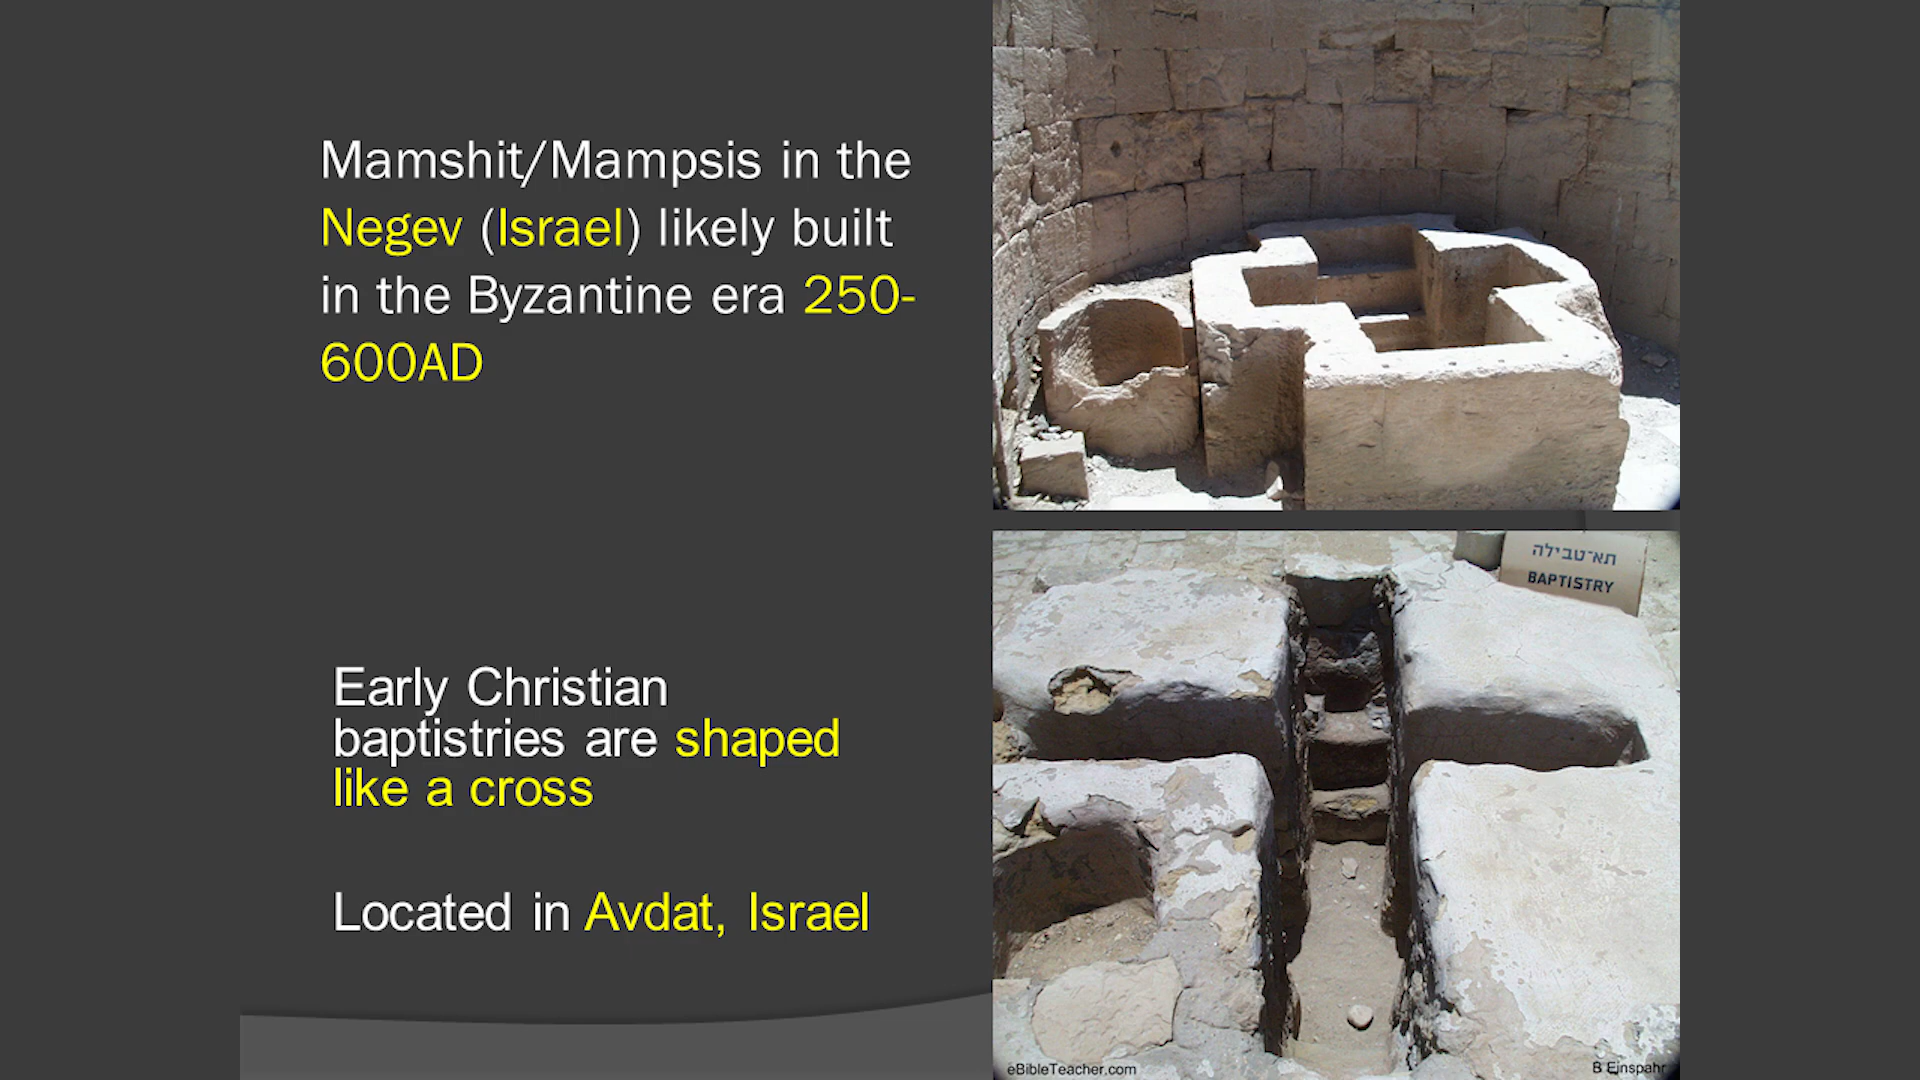 Mamshit/Mampsis in the
Negev (Israel) likely built
in the Byzantine era 250-
600AD
תא־טבילה
BAPTISTRY
Early Christian
baptistries are shaped
like a cross
Located in Avdat, Israel
eBibleTeacher.com
B Einspahr